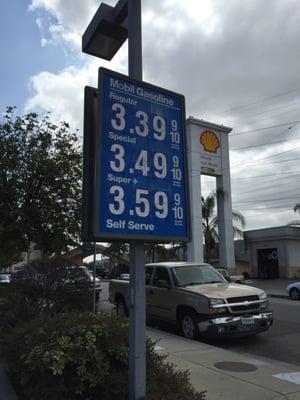 Mobil Gasoline
Regular
3.39 9/10
Special
3.49 9/10
Super +
3.59 9/10
Self Serve